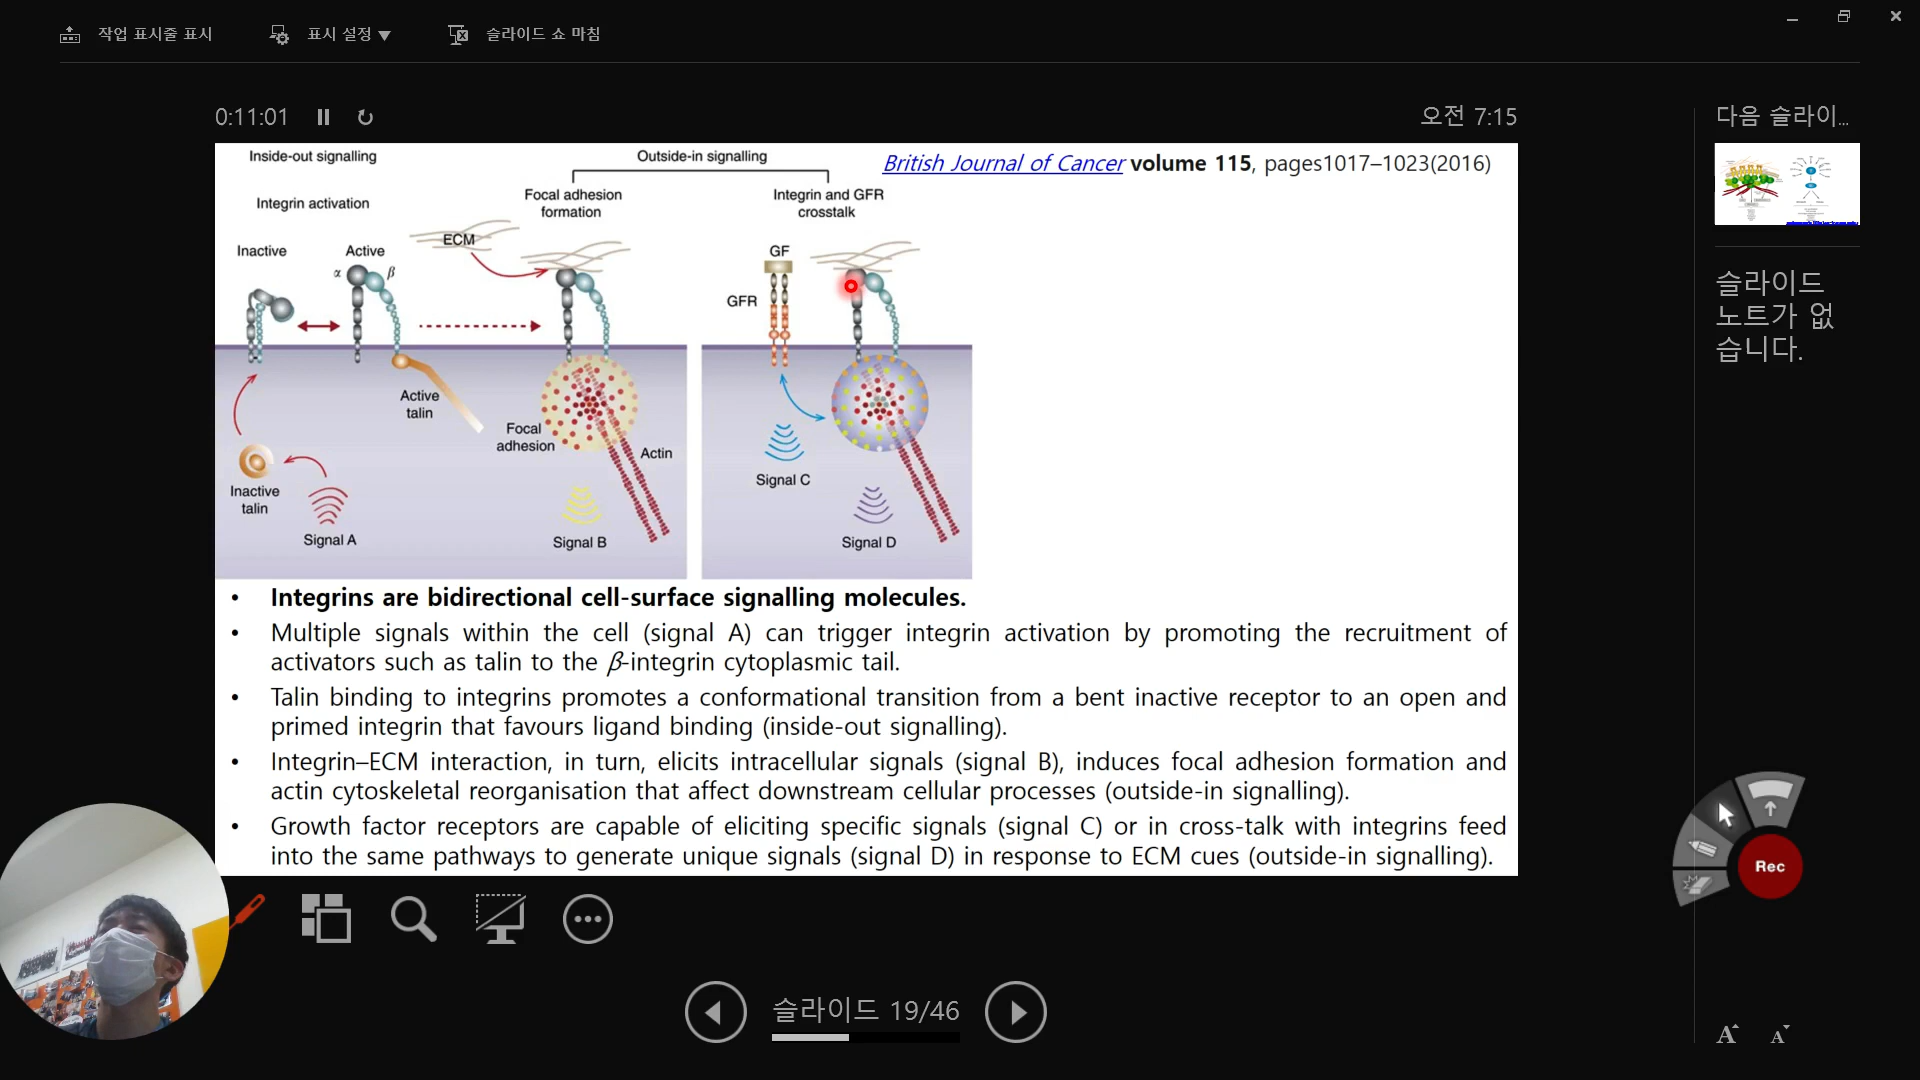 작업 표시줄 표시
표시 설정 ▼
슬라이드 쇼 마침
0:11:01
오전 7:15
다음 슬라이...
Inside-out signalling
Outside-in signalling
British Journal of Cancer volume 115, pages1017–1023(2016)
Integrin activation
Focal adhesion
formation
Integrin and GFR
crosstalk
Inactive
Active
ECM
GF
α
β
GFR
Active
talin
Focal
adhesion
Actin
Inactive
talin
Signal A
Signal B
Signal C
Signal D
• Integrins are bidirectional cell-surface signalling molecules.
• Multiple signals within the cell (signal A) can trigger integrin activation by promoting the recruitment of
activators such as talin to the β-integrin cytoplasmic tail.
• Talin binding to integrins promotes a conformational transition from a bent inactive receptor to an open and
primed integrin that favours ligand binding (inside-out signalling).
• Integrin–ECM interaction, in turn, elicits intracellular signals (signal B), induces focal adhesion formation and
actin cytoskeletal reorganisation that affect downstream cellular processes (outside-in signalling).
• Growth factor receptors are capable of eliciting specific signals (signal C) or in cross-talk with integrins feed
into the same pathways to generate unique signals (signal D) in response to ECM cues (outside-in signalling).
슬라이드
노트가 없
습니다.
Rec
슬라이드 19/46
A A